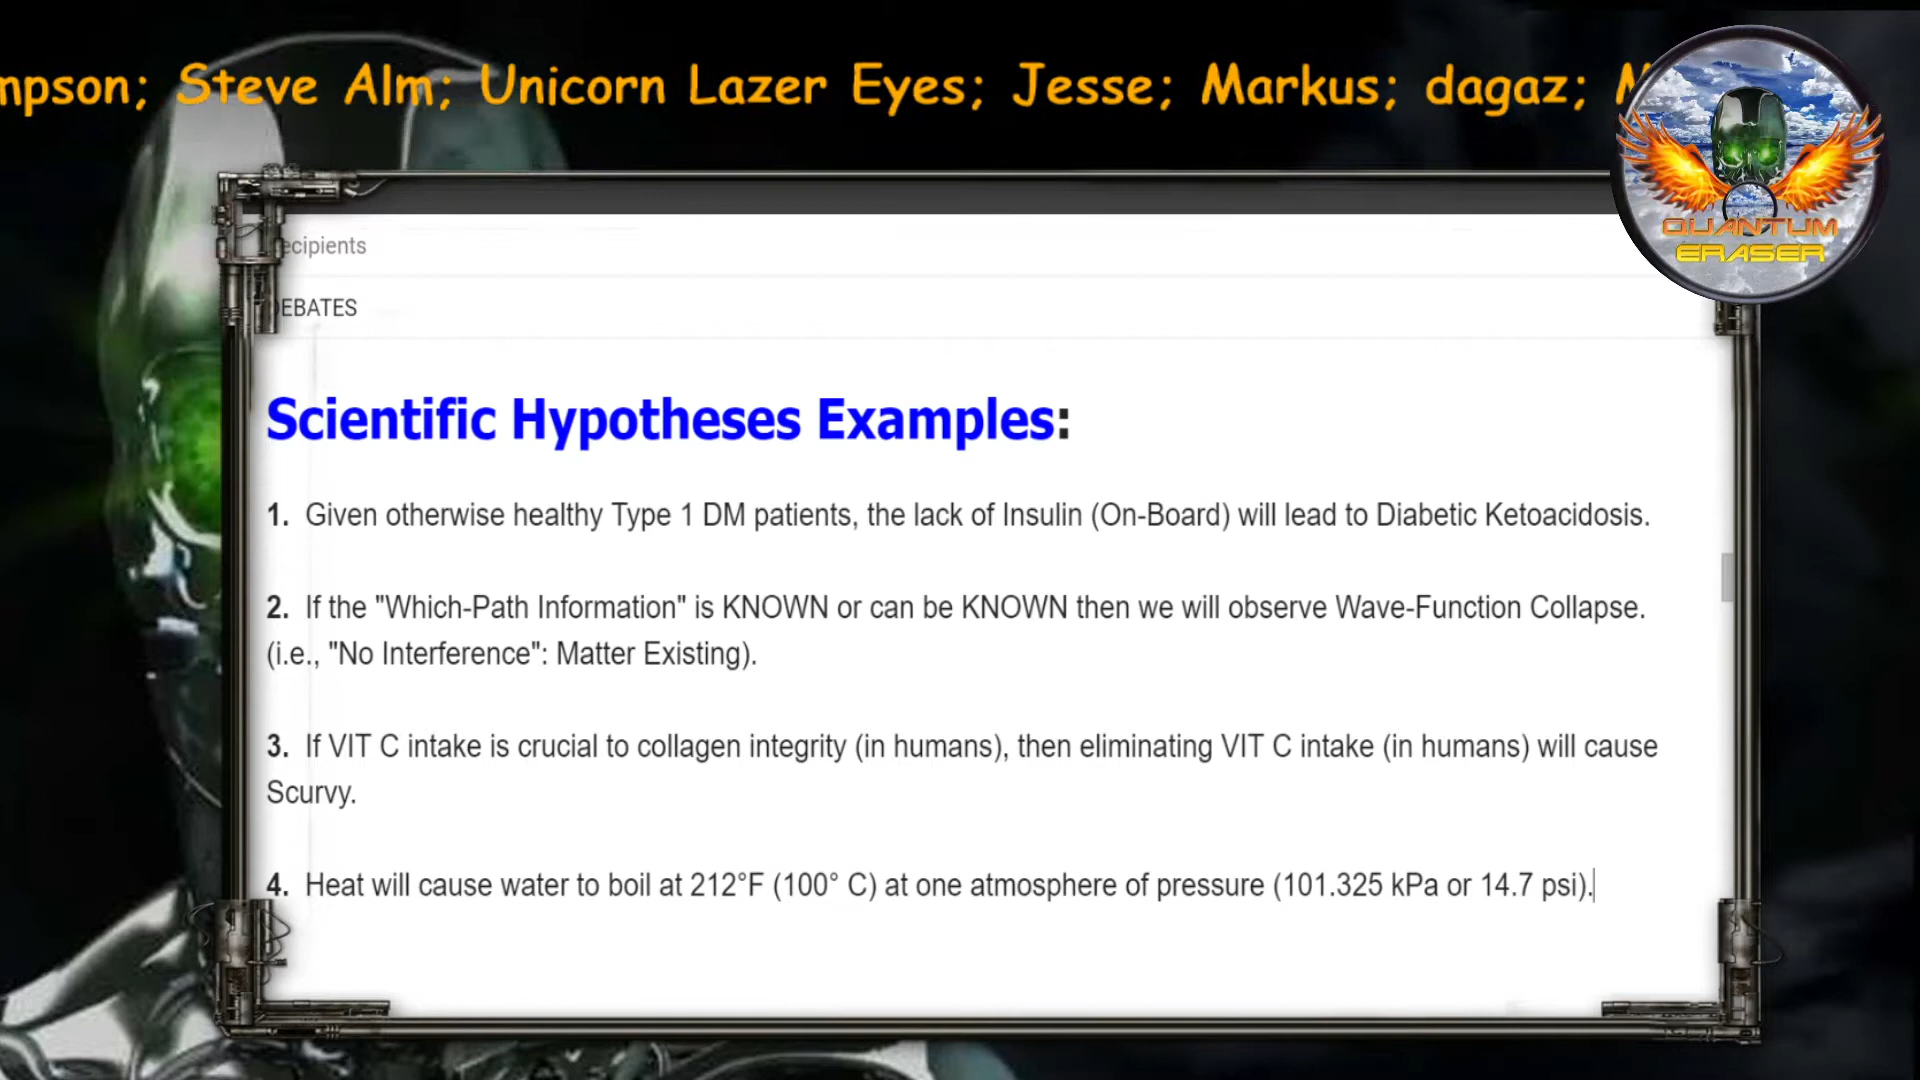 mpson; Steve Alm; Unicorn Lazer Eyes; Jesse; Markus; dagaz;
QUANTUM
ERASER
ecipients
EBATES
Scientific Hypotheses Examples:
1. Given otherwise healthy Type 1 DM patients, the lack of Insulin (On-Board) will lead to Diabetic Ketoacidosis.
2. If the "Which-Path Information" is KNOWN or can be KNOWN then we will observe Wave-Function Collapse.
(i.e., "No Interference": Matter Existing).
3. If VIT C intake is crucial to collagen integrity (in humans), then eliminating VIT C intake (in humans) will cause
Scurvy.
4. Heat will cause water to boil at 212°F (100° C) at one atmosphere of pressure (101.325 kPa or 14.7 psi).